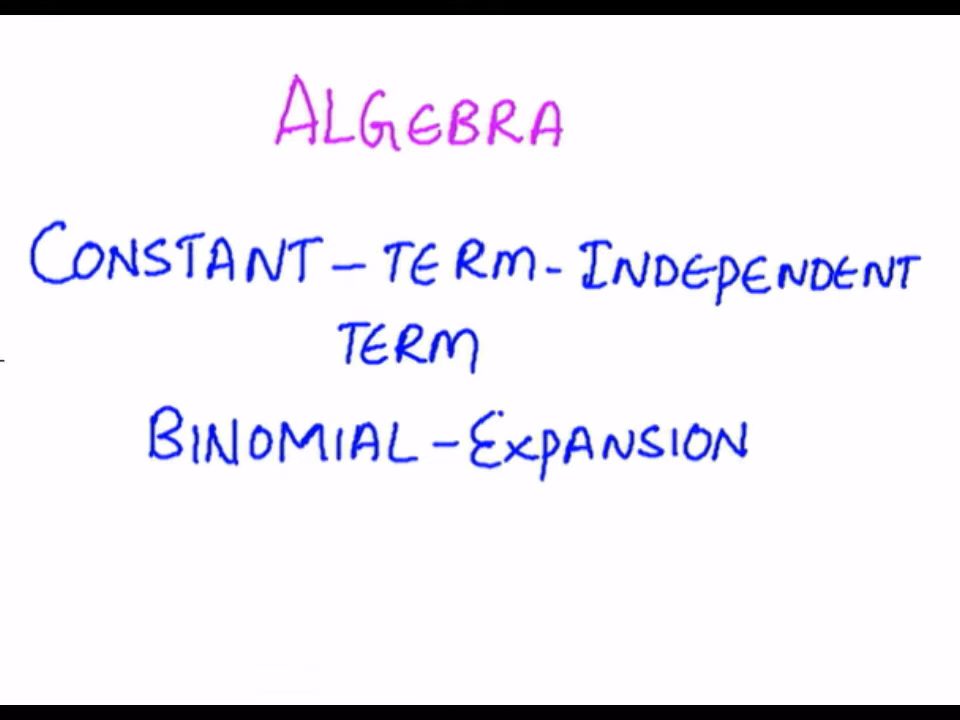 ALGEBRA
CONSTANT - TERM - INDEPENDENT
TERM
BINOMIAL - EXPANSION